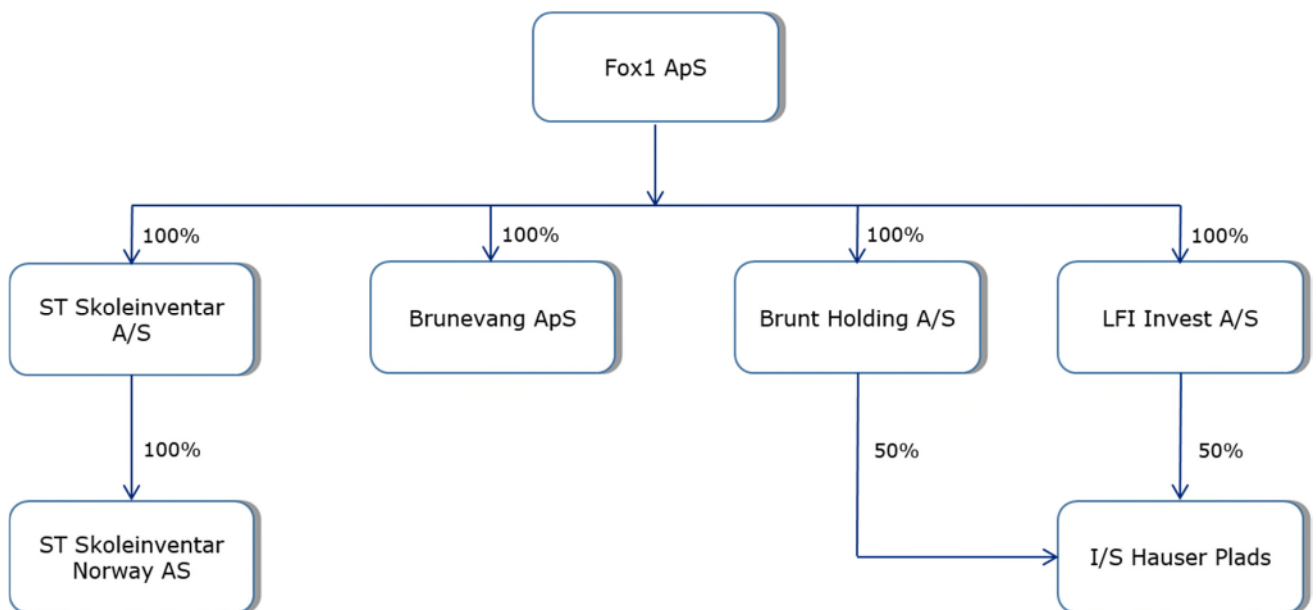 Fox1 ApS
100%
100%
100%
100%
ST Skoleinventar
A/S
Brunevang ApS
Brunt Holding A/S
LFI Invest A/S
100%
50%
50%
ST Skoleinventar
Norway AS
I/S Hauser Plads